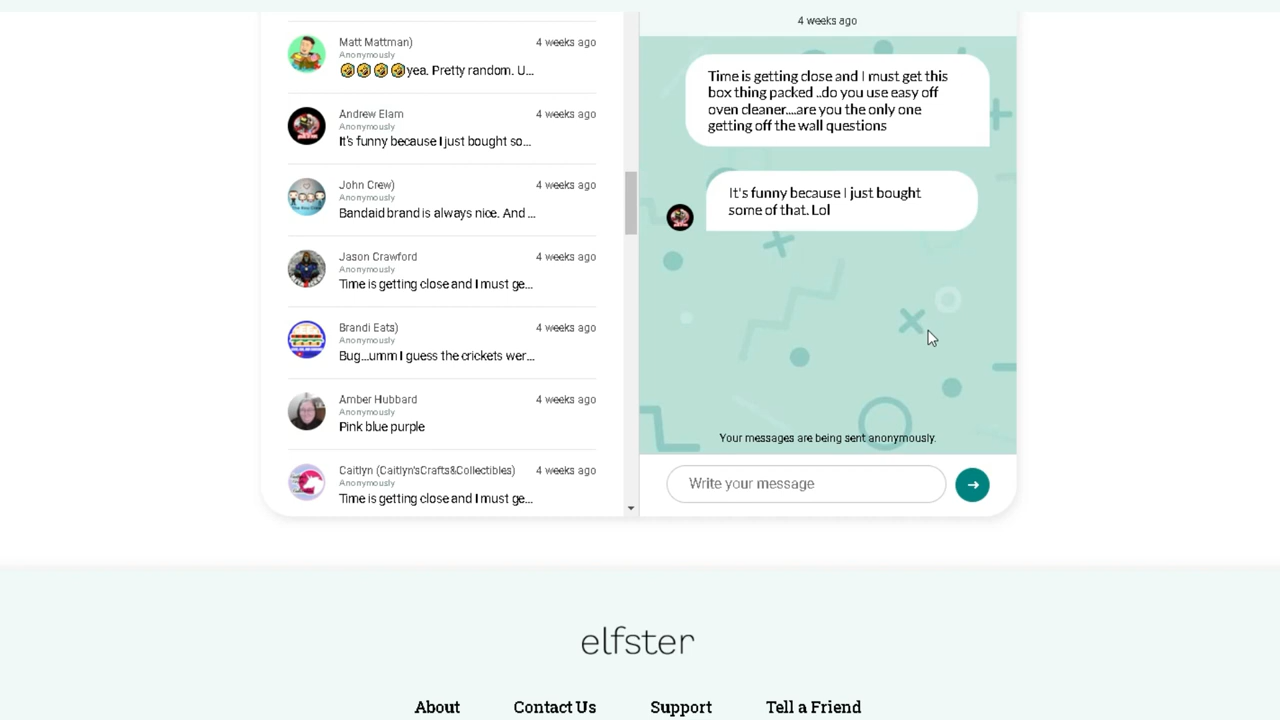 Matt Mattman) 4 weeks ago
Anonymously
🤣🤣🤣🤣yea. Pretty random. U...
Andrew Elam 4 weeks ago
Anonymously
It's funny because I just bought so...
John Crew) 4 weeks ago
Anonymously
Bandaid brand is always nice. And ...
Jason Crawford 4 weeks ago
Anonymously
Time is getting close and I must ge...
Brandi Eats) 4 weeks ago
Anonymously
Bug...umm I guess the crickets wer...
Amber Hubbard 4 weeks ago
Anonymously
Pink blue purple
Caitlyn (Caitlyn'sCrafts&Collectibles) 4 weeks ago
Anonymously
Time is getting close and I must ge...
4 weeks ago
Time is getting close and I must get this
box thing packed ..do you use easy off
oven cleaner....are you the only one
getting off the wall questions
It's funny because I just bought
some of that. Lol
Your messages are being sent anonymously.
Write your message
elfster
About Contact Us Support Tell a Friend